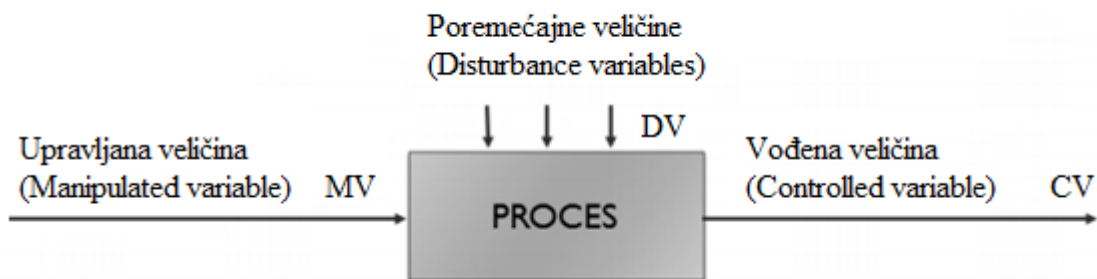 Poremećajne veličine
(Disturbance variables)
DV
Upravljana veličina
(Manipulated variable) MV
PROCES
Vođena veličina
(Controlled variable) CV